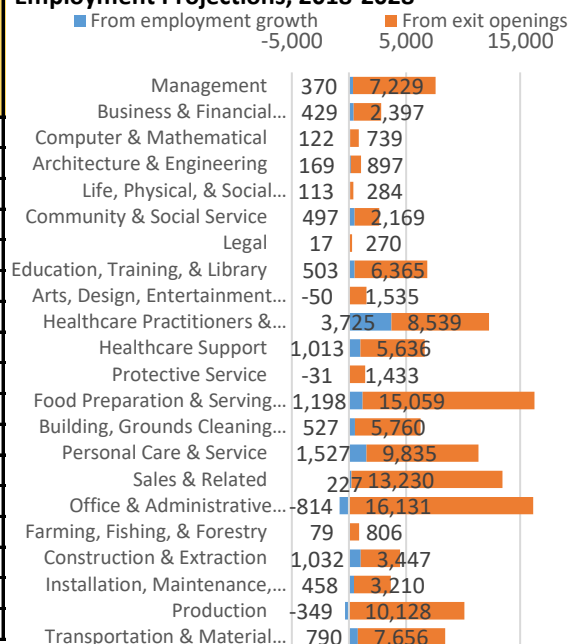 Employment Projections, 2018-2028
From employment growth From exit openings
-5,000 5,000 15,000
Management 370 7,229
Business & Financial... 429 2,397
Computer & Mathematical 122 739
Architecture & Engineering 169 897
Life, Physical, & Social... 113 284
Community & Social Service 497 2,169
Legal 17 270
Education, Training, & Library 503 6,365
Arts, Design, Entertainment... -50 1,535
Healthcare Practitioners &... 3,725 8,539
Healthcare Support 1,013 5,636
Protective Service -31 1,433
Food Preparation & Serving... 1,198 15,059
Building, Grounds Cleaning... 527 5,760
Personal Care & Service 1,527 9,835
Sales & Related 227 13,230
Office & Administrative... -814 16,131
Farming, Fishing, & Forestry 79 806
Construction & Extraction 1,032 3,447
Installation, Maintenance,... 458 3,210
Production -349 10,128
Transportation & Material... 790 7,656